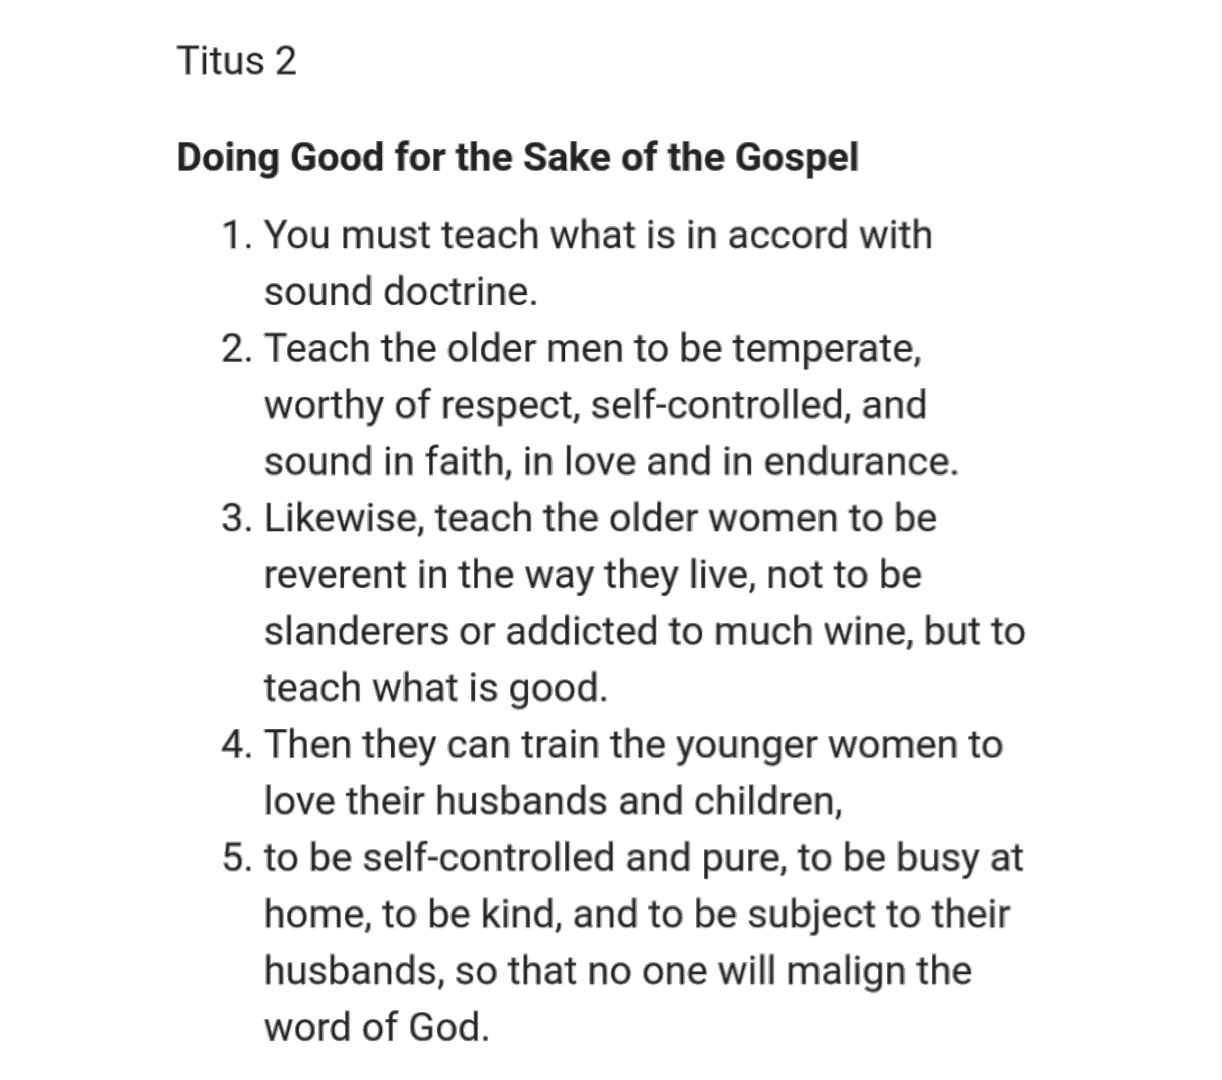 Titus 2
Doing Good for the Sake of the Gospel
1. You must teach what is in accord with
sound doctrine.
2. Teach the older men to be temperate,
worthy of respect, self-controlled, and
sound in faith, in love and in endurance.
3. Likewise, teach the older women to be
reverent in the way they live, not to be
slanderers or addicted to much wine, but to
teach what is good.
4. Then they can train the younger women to
love their husbands and children,
5. to be self-controlled and pure, to be busy at
home, to be kind, and to be subject to their
husbands, so that no one will malign the
word of God.